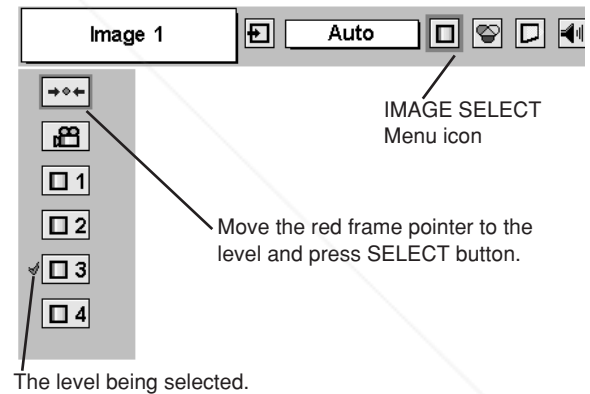 Image 1
Auto
IMAGE SELECT
Menu icon
1
Move the red frame pointer to the
level and press SELECT button.
2
3
4
The level being selected.